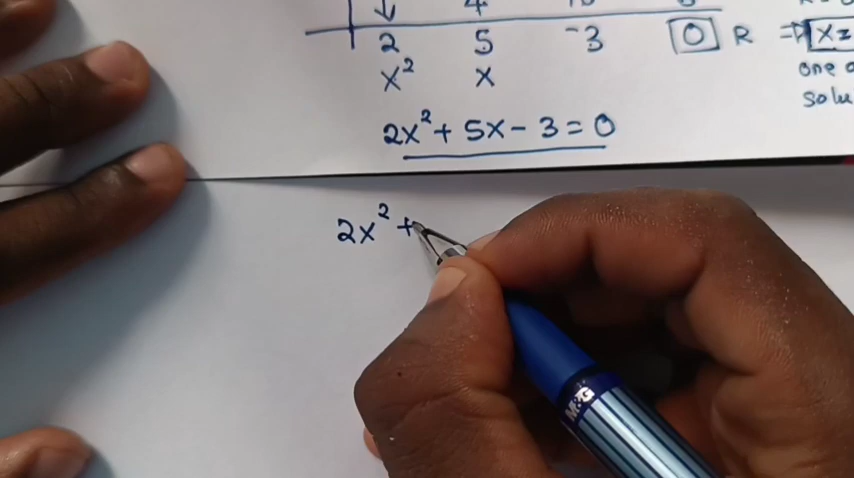 2 5 -3 0 R ⇒ x=
x² x one
solu
2x² + 5x - 3 = 0
2x² +
M&G